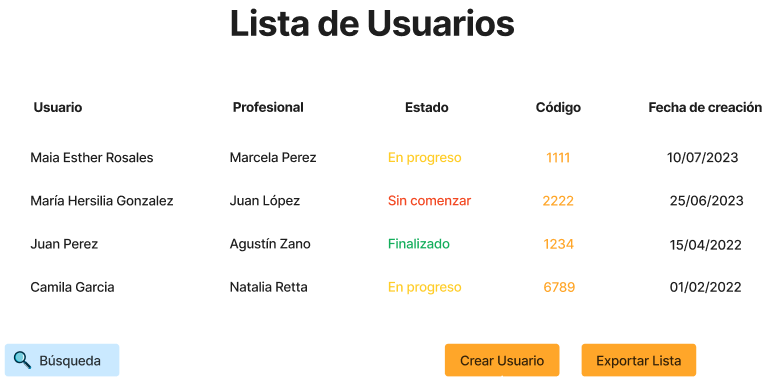 Lista de Usuarios
Usuario Profesional Estado Código Fecha de creación
Maia Esther Rosales Marcela Perez En progreso 1111 10/07/2023
María Hersilia Gonzalez Juan López Sin comenzar 2222 25/06/2023
Juan Perez Agustín Zano Finalizado 1234 15/04/2022
Camila Garcia Natalia Retta En progreso 6789 01/02/2022
Búsqueda Crear Usuario Exportar Lista